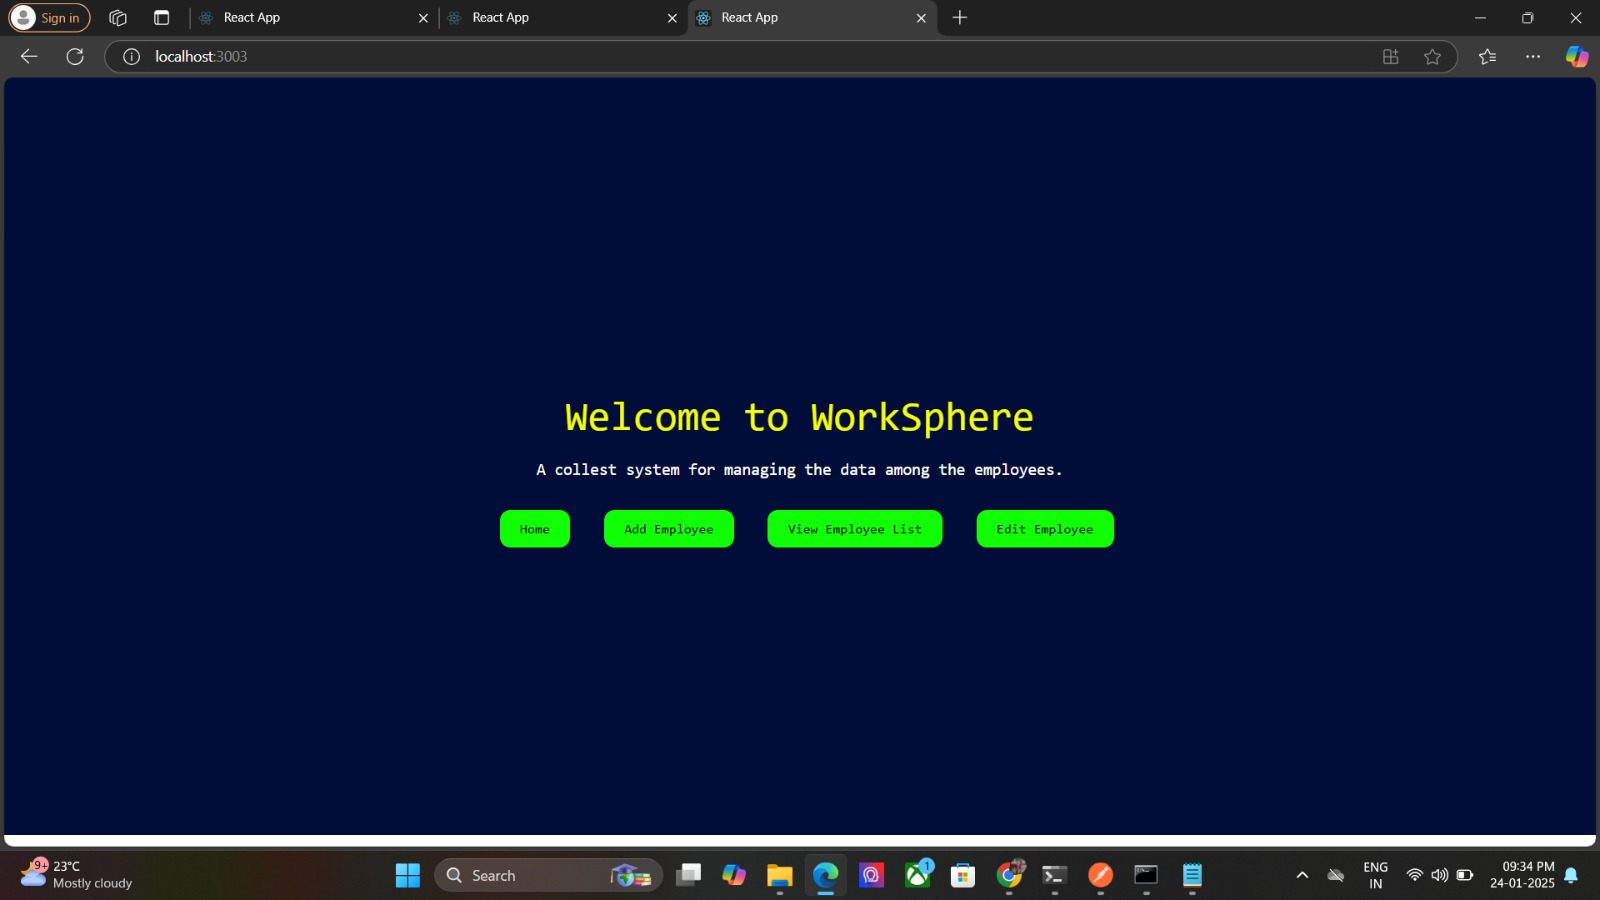 Sign in
React App
React App
React App
localhost:3003
Welcome to WorkSphere
A collest system for managing the data among the employees.
Home
Add Employee
View Employee List
Edit Employee
9+
23°C
Mostly cloudy
Search
1
ENG
IN
09:34 PM
24-01-2025